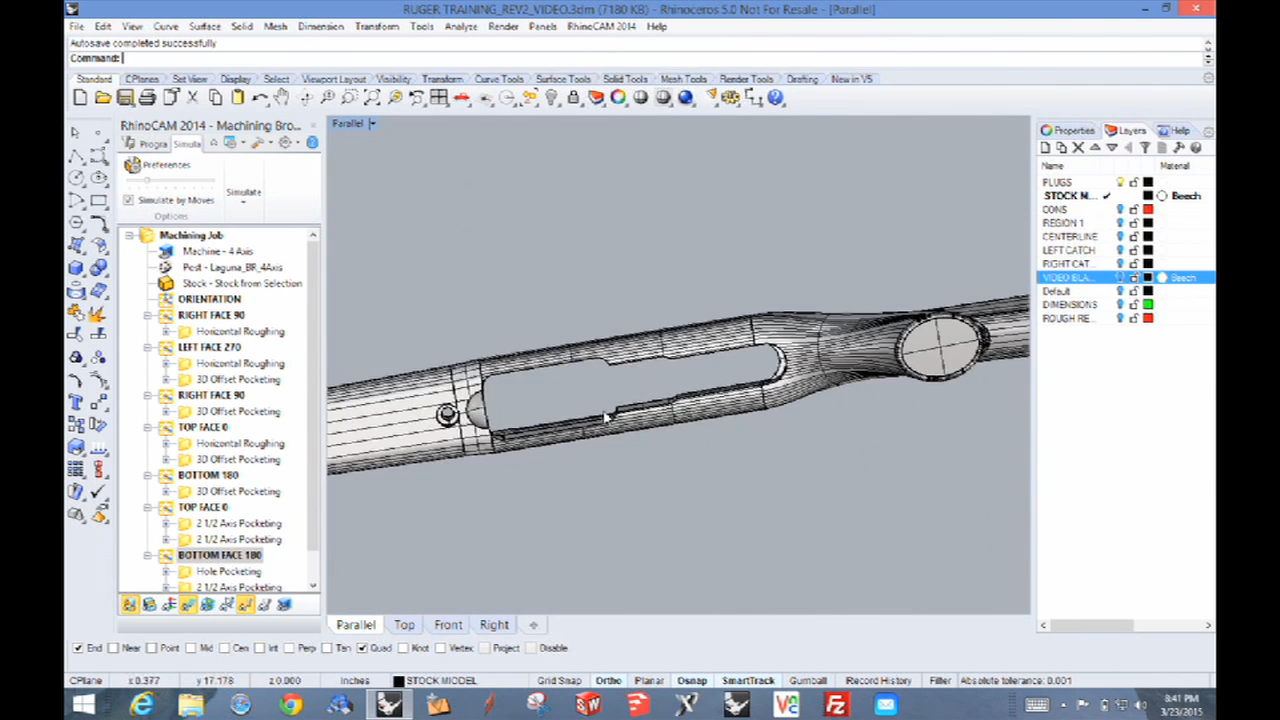 RUGER TRAINING_REV2_VIDEO.3dm (7180 KB) - Rhinoceros 5.0 Not For Resale - [Parallel]
File Edit View Curve Surface Solid Mesh Dimension Transform Tools Analyze Render Panels RhinoCAM 2014 Help
Autosave completed successfully
Command:
Standard CPlanes Set View Display Select Viewport Layout Visibility Transform Curve Tools Surface Tools Solid Tools Mesh Tools Render Tools Drafting New in V5
RhinoCAM 2014 - Machining Bro...
Progra Simula
Preferences
Simulate by Moves
Simulate
Options
Machining Job
Machine - 4 Axis
Post - Laguna_BR_4Axis
Stock - Stock from Selection
ORIENTATION
RIGHT FACE 90
Horizontal Roughing
LEFT FACE 270
Horizontal Roughing
3D Offset Pocketing
RIGHT FACE 90
3D Offset Pocketing
TOP FACE 0
Horizontal Roughing
3D Offset Pocketing
BOTTOM 180
3D Offset Pocketing
TOP FACE 0
2 1/2 Axis Pocketing
2 1/2 Axis Pocketing
BOTTOM FACE 180
Hole Pocketing
2 1/2 Axis Pocketing
Parallel
Properties Layers Help
Name Material
PLUGS
STOCK M... Beech
CONS
REGION 1
CENTERLINE
LEFT CATCH
RIGHT CAT...
VIDEO BLA... Beech
Default
DIMENSIONS
ROUGH RE...
Parallel Top Front Right
End Near Point Mid Cen Int Perp Tan Quad Knot Vertex Project Disable
CPlane x 0.377 y 17.178 z 0.000 Inches STOCK MODEL Grid Snap Ortho Planar Osnap SmartTrack Gumball Record History Filter Absolute tolerance: 0.001
8:41 PM
3/23/2015